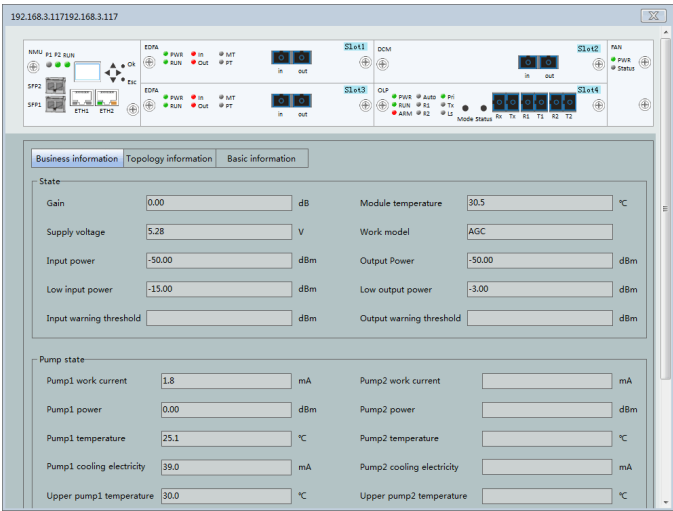 192.168.3.117192.168.3.117
NMU P1 P2 RUN
Ok
Esc
SFP2
SFP1
ETH1 ETH2
EDFA
PWR In MT
RUN Out PT
in out
Slot1
DCM
in out
Slot2
FAN
PWR
Status
EDFA
PWR In MT
RUN Out PT
in out
Slot3
OLP
PWR Auto Pri
RUN R1 Tx
ARM R2 Ls
Mode Status Rx Tx R1 T1 R2 T2
Slot4
Business information Topology information Basic information
State
Gain 0.00 dB Module temperature 30.5 ℃
Supply voltage 5.28 V Work model AGC
Input power -50.00 dBm Output Power -50.00 dBm
Low input power -15.00 dBm Low output power -3.00 dBm
Input warning threshold dBm Output warning threshold dBm
Pump state
Pump1 work current 1.8 mA Pump2 work current mA
Pump1 power 0.00 dBm Pump2 power dBm
Pump1 temperature 25.1 ℃ Pump2 temperature ℃
Pump1 cooling electricity 39.0 mA Pump2 cooling electricity mA
Upper pump1 temperature 30.0 ℃ Upper pump2 temperature ℃